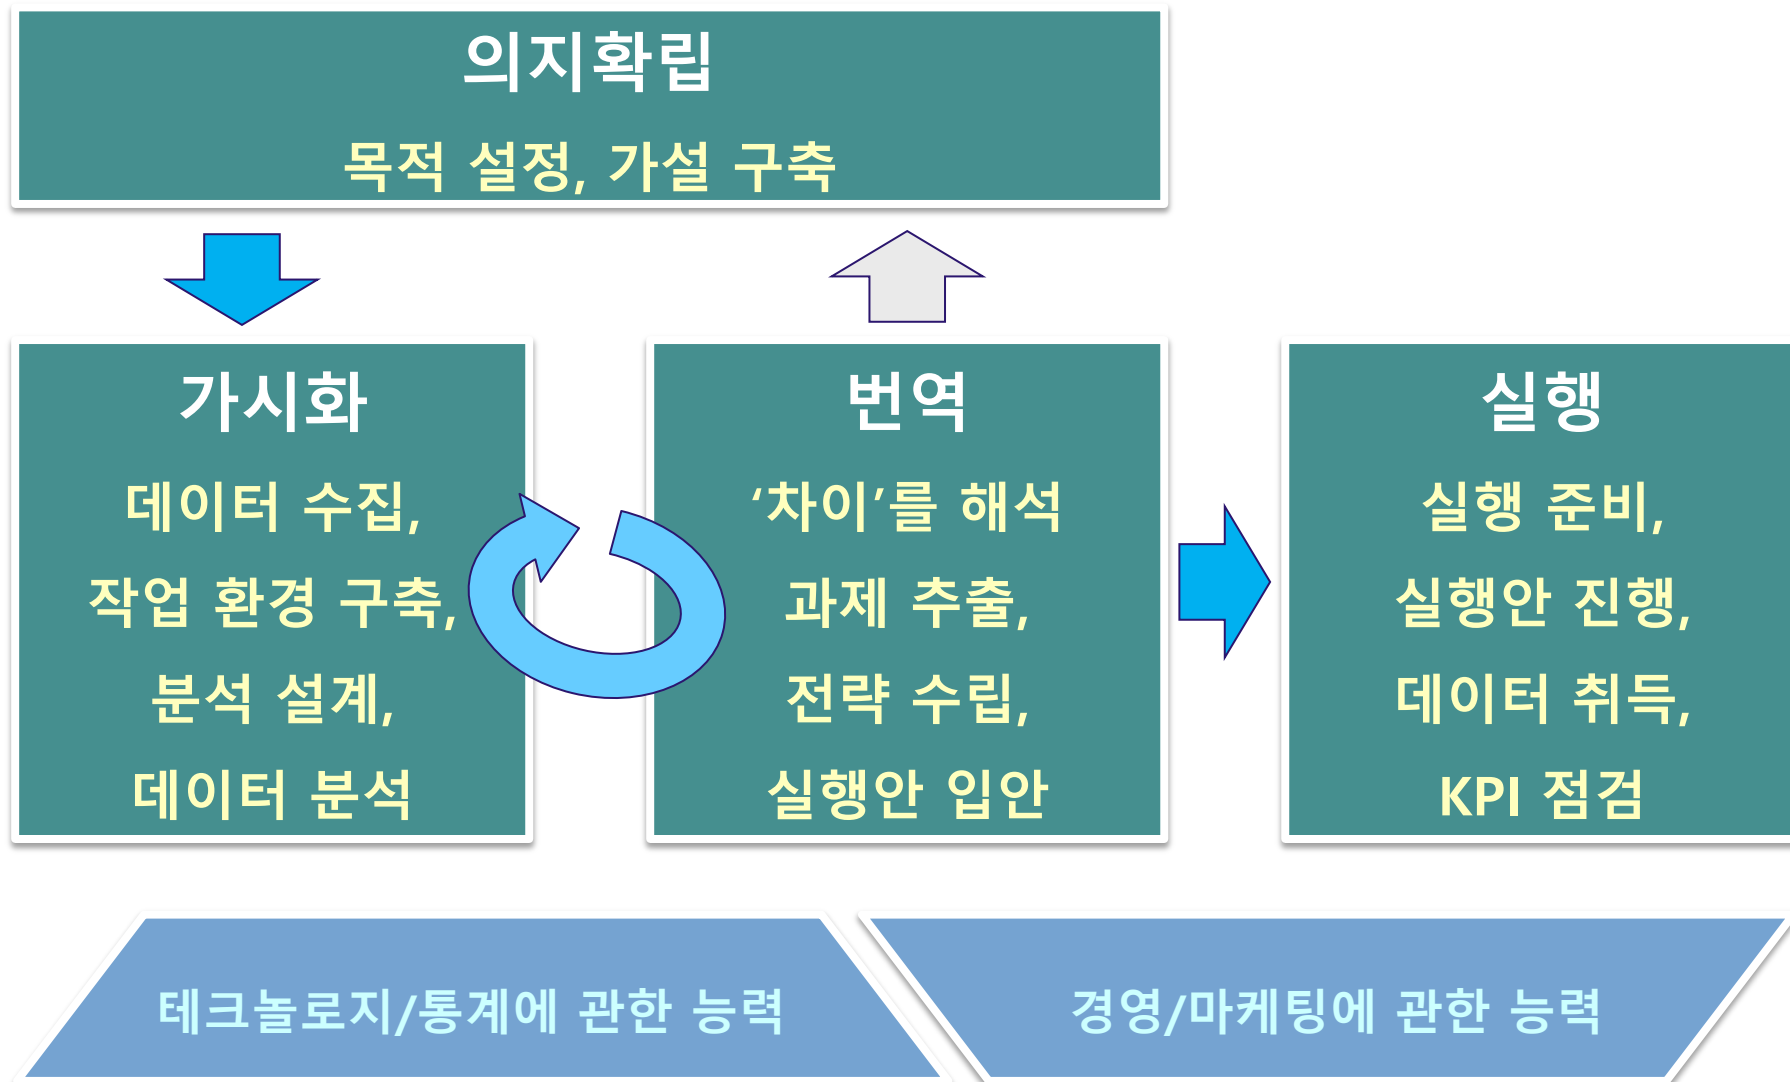 의지확립
목적 설정, 가설 구축
가시화
데이터 수집,
작업 환경 구축,
분석 설계,
데이터 분석
번역
‘차이’를 해석
과제 추출,
전략 수립,
실행안 입안
실행
실행 준비,
실행안 진행,
데이터 취득,
KPI 점검
테크놀로지/통계에 관한 능력
경영/마케팅에 관한 능력